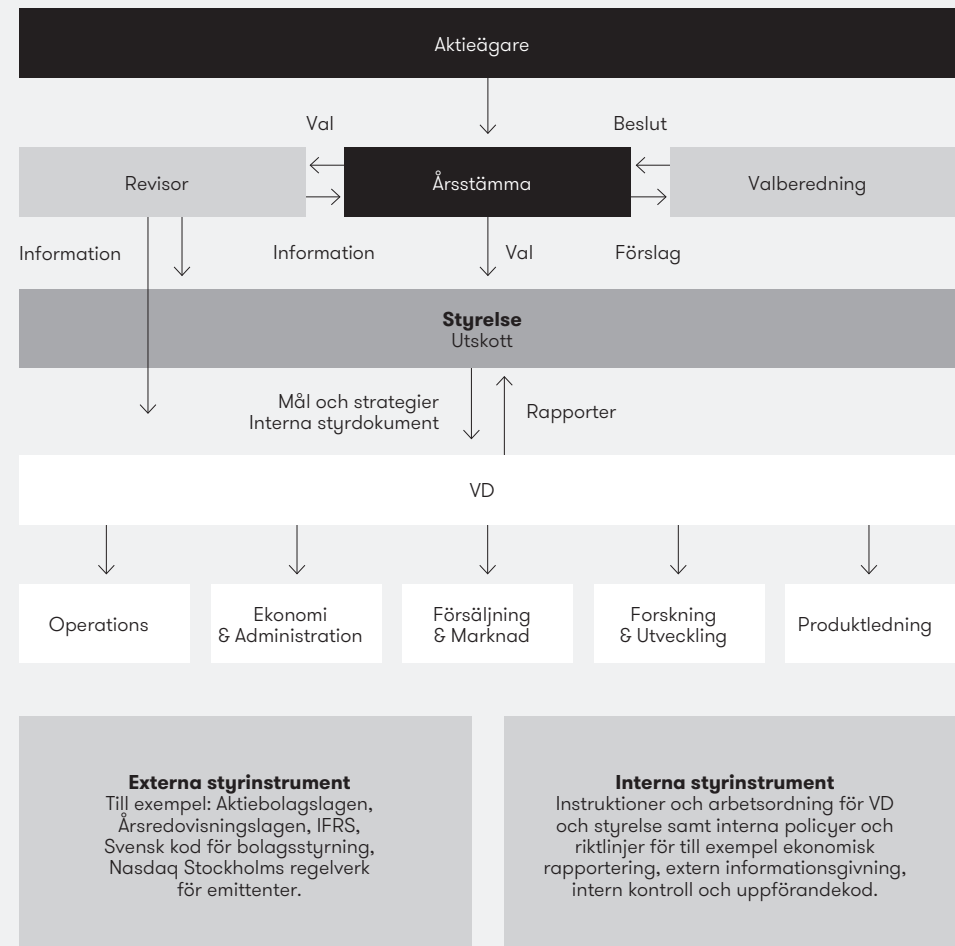 Aktieägare
Val
Beslut
Revisor
Årsstämma
Valberedning
Information
Information
Val
Förslag
Styrelse
Utskott
Mål och strategier
Interna styrdokument
Rapporter
VD
Operations
Ekonomi
& Administration
Försäljning
& Marknad
Forskning
& Utveckling
Produktledning
Externa styrinstrument
Till exempel: Aktiebolagslagen,
Årsredovisningslagen, IFRS,
Svensk kod för bolagsstyrning,
Nasdaq Stockholms regelverk
för emittenter.
Interna styrinstrument
Instruktioner och arbetsordning för VD
och styrelse samt interna policyer och
riktlinjer för till exempel ekonomisk
rapportering, extern informationsgivning,
intern kontroll och uppförandekod.